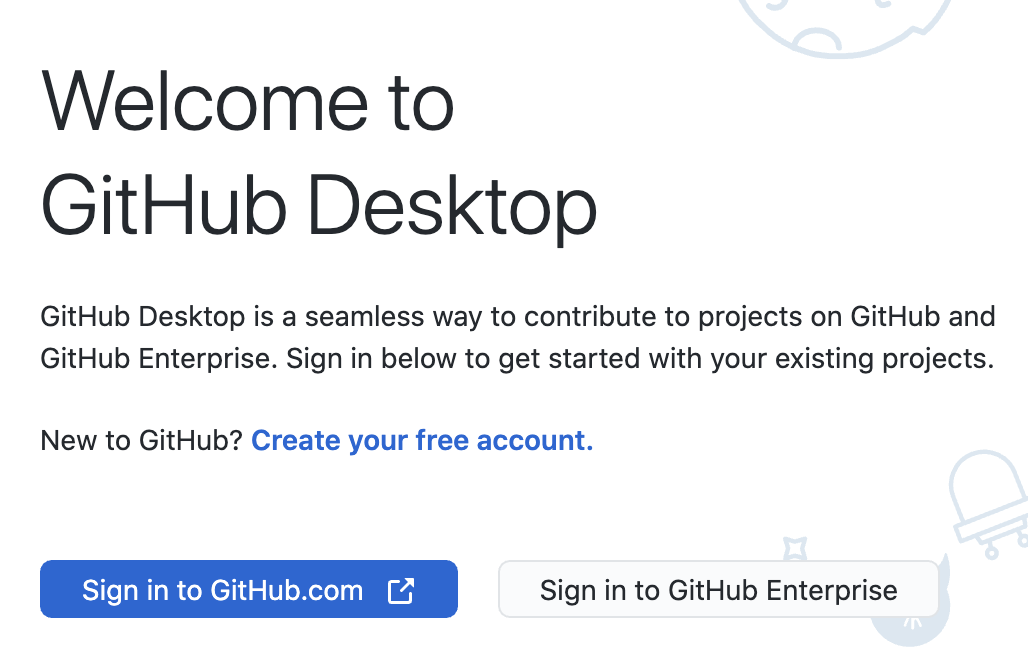 Welcome to
GitHub Desktop
GitHub Desktop is a seamless way to contribute to projects on GitHub and
GitHub Enterprise. Sign in below to get started with your existing projects.
New to GitHub? Create your free account.
Sign in to GitHub.com
Sign in to GitHub Enterprise